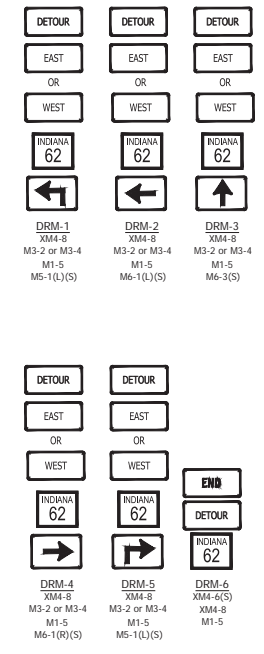 DETOUR
EAST
OR
WEST
INDIANA
62
DRM-1
XM4-8
M3-2 or M3-4
M1-5
M5-1(L)(S)
DETOUR
EAST
OR
WEST
INDIANA
62
DRM-2
XM4-8
M3-2 or M3-4
M1-5
M6-1(L)(S)
DETOUR
EAST
OR
WEST
INDIANA
62
DRM-3
XM4-8
M3-2 or M3-4
M1-5
M6-3(S)
DETOUR
EAST
OR
WEST
INDIANA
62
DRM-4
XM4-8
M3-2 or M3-4
M1-5
M6-1(R)(S)
DETOUR
EAST
OR
WEST
INDIANA
62
DRM-5
XM4-8
M3-2 or M3-4
M1-5
M5-1(L)(S)
END
DETOUR
INDIANA
62
DRM-6
XM4-6(S)
XM4-8
M1-5